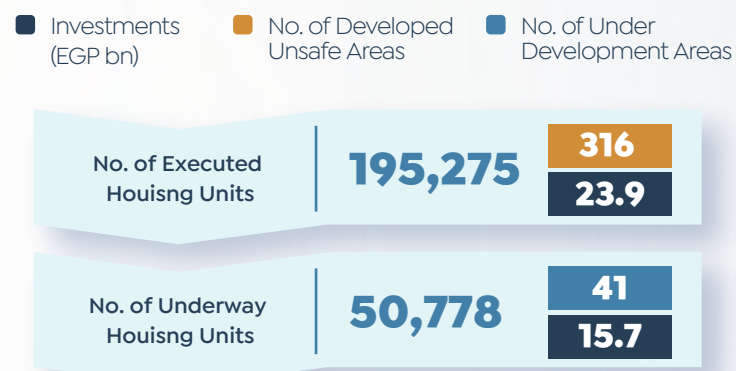 Investments
(EGP bn)
No. of Developed
Unsafe Areas
No. of Under
Development Areas
No. of Executed
Houisng Units
195,275
316
23.9
No. of Underway
Houisng Units
50,778
41
15.7